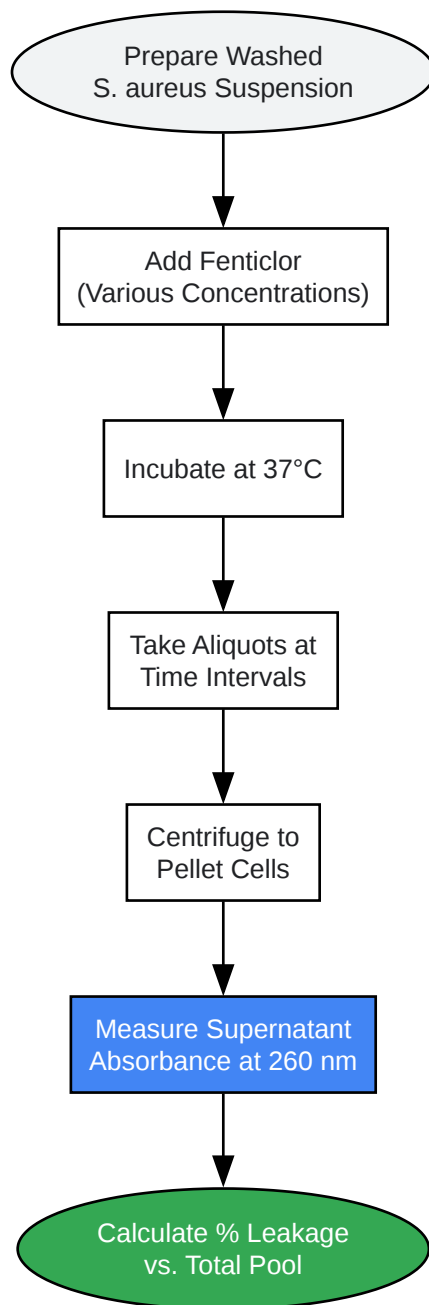 Prepare Washed
S. aureus Suspension
Add Fenticlor
(Various Concentrations)
Incubate at 37°C
Take Aliquots at
Time Intervals
Centrifuge to
Pellet Cells
Measure Supernatant
Absorbance at 260 nm
Calculate % Leakage
vs. Total Pool